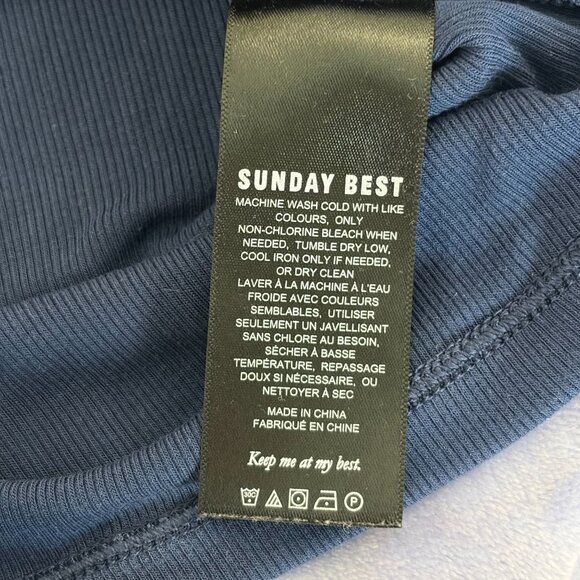 SUNDAY BEST
MACHINE WASH COLD WITH LIKE
COLOURS, ONLY
NON-CHLORINE BLEACH WHEN
NEEDED, TUMBLE DRY LOW,
COOL IRON ONLY IF NEEDED,
OR DRY CLEAN
LAVER À LA MACHINE À L'EAU
FROIDE AVEC COULEURS
SEMBLABLES, UTILISER
SEULEMENT UN JAVELLISANT
SANS CHLORE AU BESOIN,
SÉCHER À BASSE
TEMPÉRATURE, REPASSAGE
DOUX SI NÉCESSAIRE, OU
NETTOYER À SEC
MADE IN CHINA
FABRIQUÉ EN CHINE
Keep me at my best.
30C P